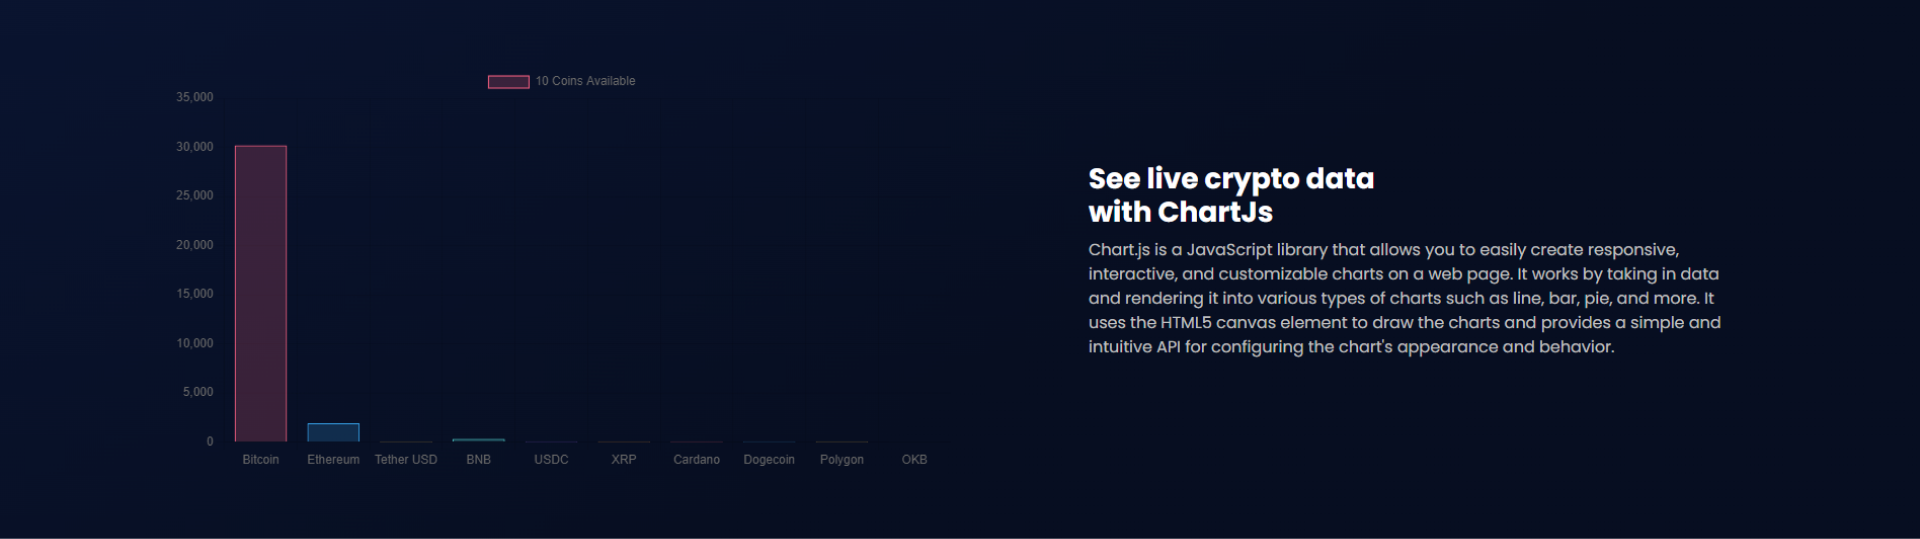 10 Coins Available
35,000
30,000
25,000
20,000
15,000
10,000
5,000
0
Bitcoin Ethereum Tether USD BNB USDC XRP Cardano Dogecoin Polygon OKB
See live crypto data
with ChartJs
Chart.js is a JavaScript library that allows you to easily create responsive,
interactive, and customizable charts on a web page. It works by taking in data
and rendering it into various types of charts such as line, bar, pie, and more. It
uses the HTML5 canvas element to draw the charts and provides a simple and
intuitive API for configuring the chart's appearance and behavior.